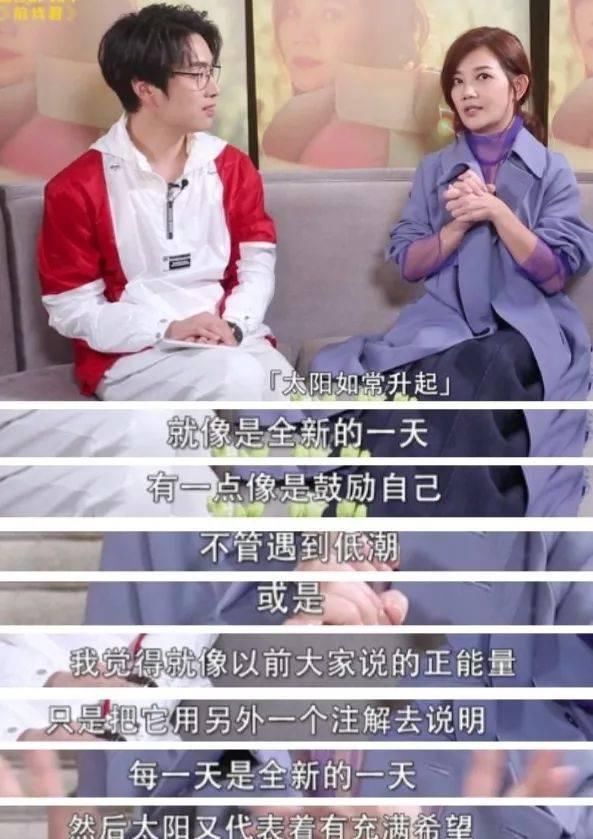 「太阳如常升起」
就像是全新的一天
有一点像是鼓励自己
不管遇到低潮
或是
我觉得就像以前大家说的正能量
只是把它用另外一个注解去说明
每一天是全新的一天
然后太阳又代表着有充满希望